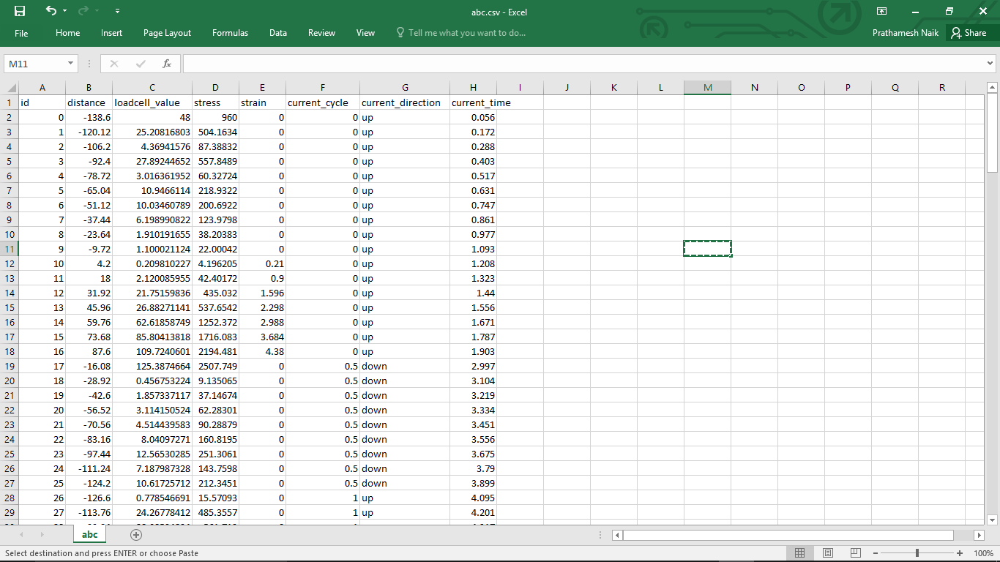 abc.csv - Excel
File Home Insert Page Layout Formulas Data Review View Tell me what you want to do... Prathamesh Naik Share
M11 fx
A B C D E F G H I J K L M N O P Q R
1 id distance loadcell_value stress strain current_cycle current_direction current_time
2 0 -138.6 48 960 0 0 up 0.056
3 1 -120.12 25.20816803 504.1634 0 0 up 0.172
4 2 -106.2 4.36941576 87.38832 0 0 up 0.288
5 3 -92.4 27.89244652 557.8489 0 0 up 0.403
6 4 -78.72 3.016361952 60.32724 0 0 up 0.517
7 5 -65.04 10.9466114 218.9322 0 0 up 0.631
8 6 -51.12 10.03460789 200.6922 0 0 up 0.747
9 7 -37.44 6.198990822 123.9798 0 0 up 0.861
10 8 -23.64 1.910191655 38.20383 0 0 up 0.977
11 9 -9.72 1.100021124 22.00042 0 0 up 1.093
12 10 4.2 0.209810227 4.196205 0.21 0 up 1.208
13 11 18 2.120085955 42.40172 0.9 0 up 1.323
14 12 31.92 21.75159836 435.032 1.596 0 up 1.44
15 13 45.96 26.88271141 537.6542 2.298 0 up 1.556
16 14 59.76 62.61858749 1252.372 2.988 0 up 1.671
17 15 73.68 85.80413818 1716.083 3.684 0 up 1.787
18 16 87.6 109.7240601 2194.481 4.38 0 up 1.903
19 17 -16.08 125.3874664 2507.749 0 0.5 down 2.997
20 18 -28.92 0.456753224 9.135065 0 0.5 down 3.104
21 19 -42.6 1.857337117 37.14674 0 0.5 down 3.219
22 20 -56.52 3.114150524 62.28301 0 0.5 down 3.334
23 21 -70.56 4.514439583 90.28879 0 0.5 down 3.451
24 22 -83.16 8.04097271 160.8195 0 0.5 down 3.556
25 23 -97.44 12.56530285 251.3061 0 0.5 down 3.675
26 24 -111.24 7.187987328 143.7598 0 0.5 down 3.79
27 25 -124.2 10.61725712 212.3451 0 0.5 down 3.899
28 26 -126.6 0.778546691 15.57093 0 1 up 4.095
29 27 -113.76 24.26778412 485.3557 0 1 up 4.201
abc
Select destination and press ENTER or choose Paste 100%